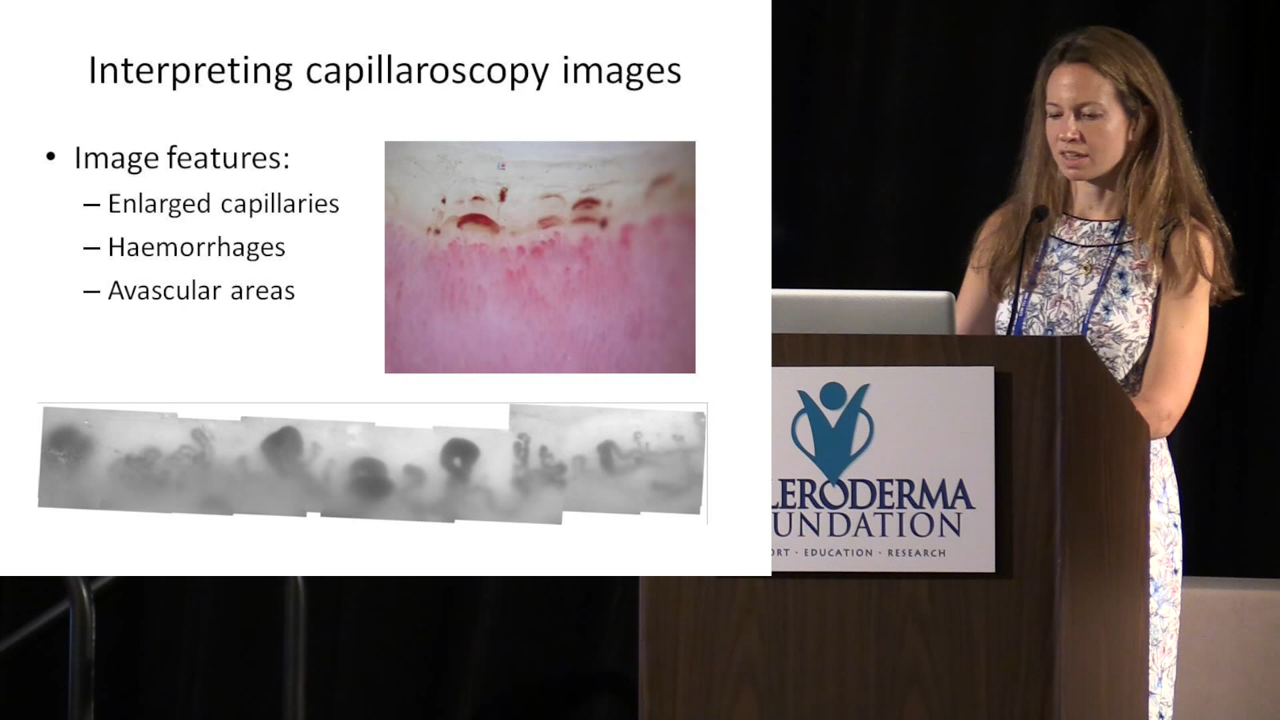 Interpreting capillaroscopy images
• Image features:
– Enlarged capillaries
– Haemorrhages
– Avascular areas
LERODERMA
UNDATION
ORT · EDUCATION · RESEARCH